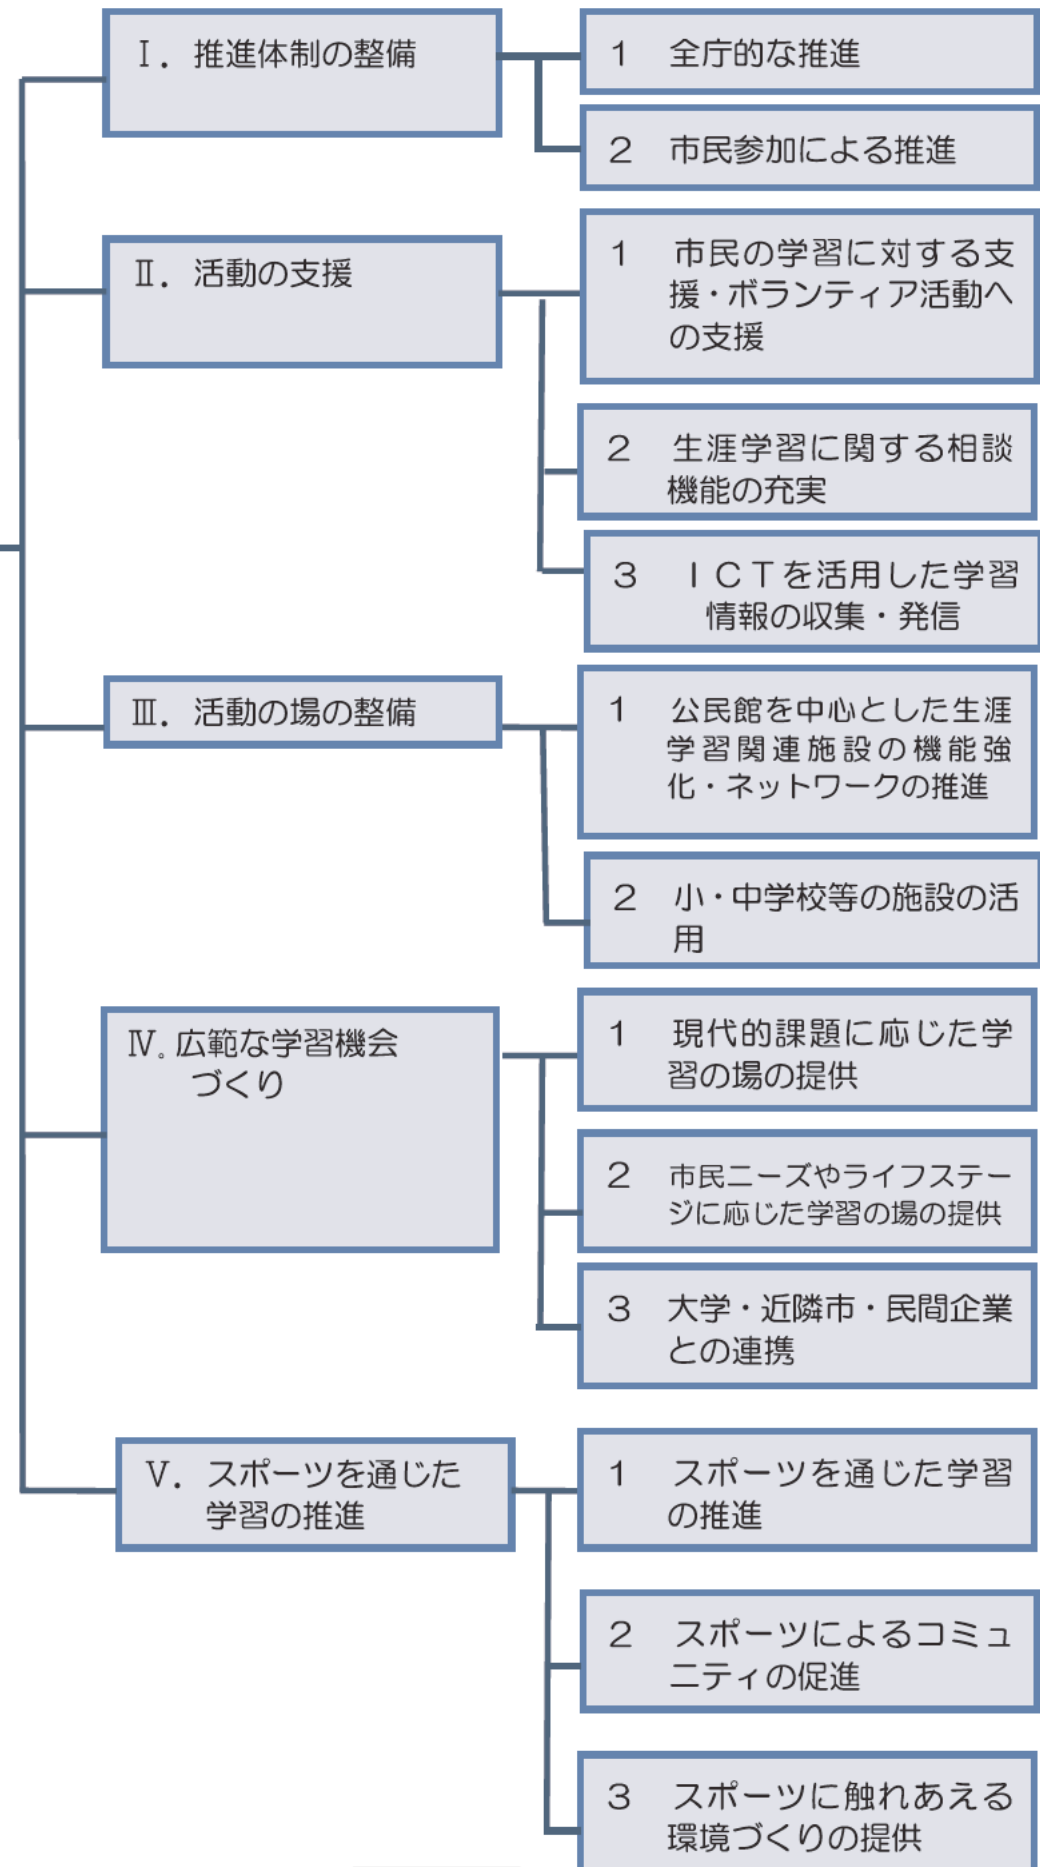 Ⅰ．推進体制の整備
1 全庁的な推進
2 市民参加による推進
Ⅱ．活動の支援
1 市民の学習に対する支
援・ボランティア活動へ
の支援
2 生涯学習に関する相談
機能の充実
3 ＩＣＴを活用した学習
情報の収集・発信
Ⅲ．活動の場の整備
1 公民館を中心とした生涯
学習関連施設の機能強
化・ネットワークの推進
2 小・中学校等の施設の活
用
Ⅳ。広範な学習機会
づくり
1 現代的課題に応じた学
習の場の提供
2 市民ニーズやライフステー
ジに応じた学習の場の提供
3 大学・近隣市・民間企業
との連携
Ⅴ．スポーツを通じた
学習の推進
1 スポーツを通じた学習
の推進
2 スポーツによるコミュ
ニティの促進
3 スポーツに触れあえる
環境づくりの提供